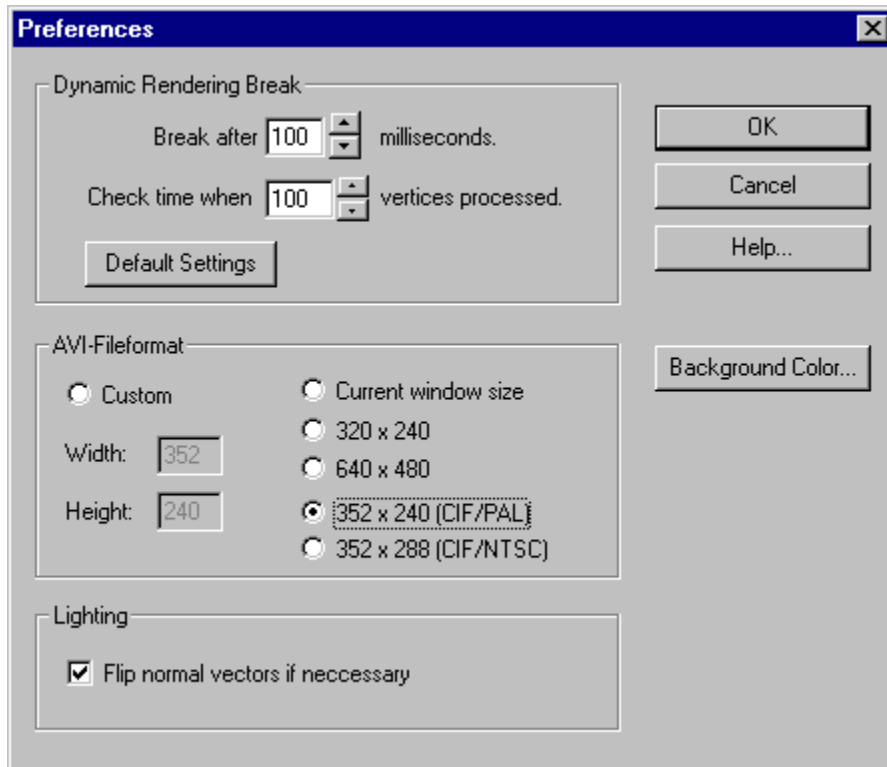 Preferences
Dynamic Rendering Break
Break after 100 milliseconds.
Check time when 100 vertices processed.
Default Settings
OK
Cancel
Help...
Background Color...
AVI-Fileformat
Custom
Width: 352
Height: 240
Current window size
320 x 240
640 x 480
352 x 240 (CIF/PAL)
352 x 288 (CIF/NTSC)
Lighting
Flip normal vectors if neccessary